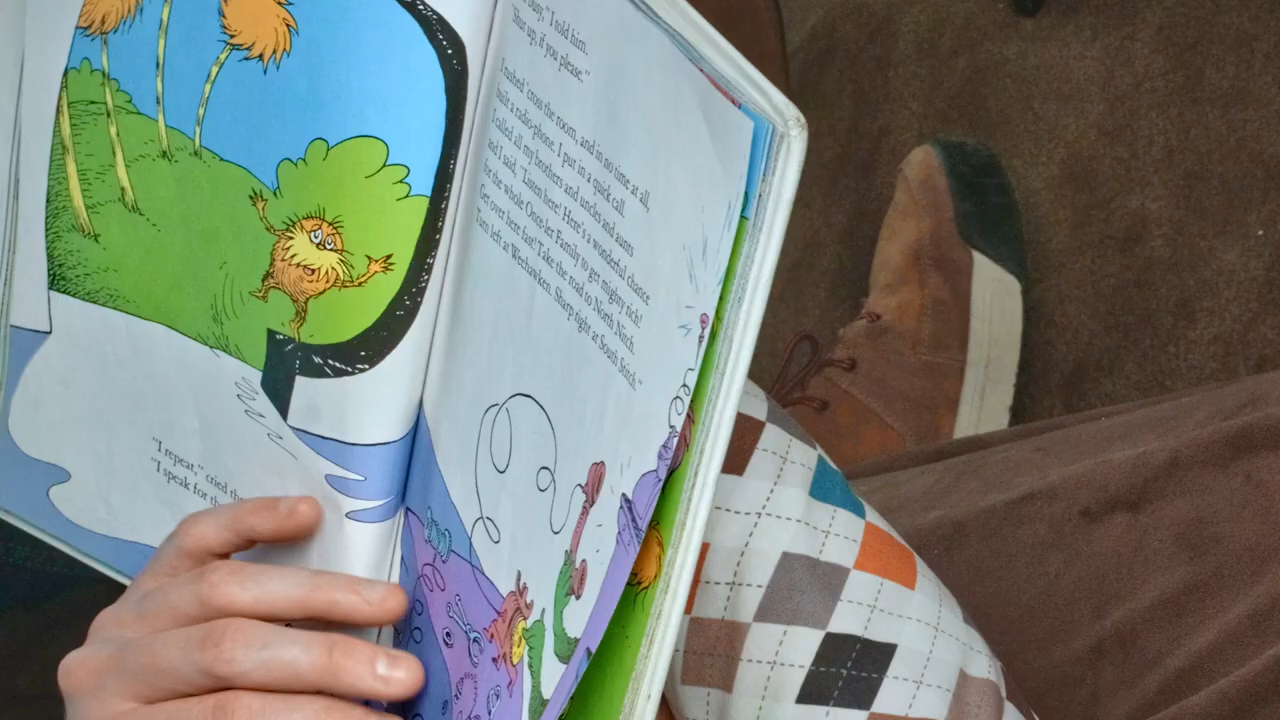 "I repeat," cried the
"I speak for th
busy," I told him.
"Shut up, if you please."
I rushed 'cross the room, and in no time at all,
built a radio-phone. I put in a quick call.
I called all my brothers and uncles and aunts
and I said, "Listen here! Here's a wonderful chance
for the whole Once-ler Family to get mighty rich!
Get over here fast! Take the road to North Nitch.
Turn left at Weehawken. Sharp right at South Stitch."